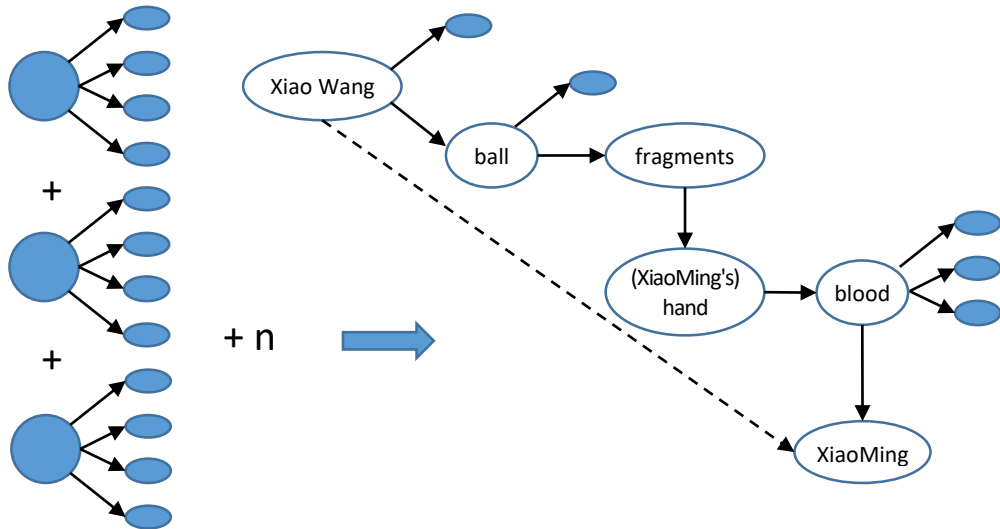 Xiao Wang
ball
fragments
+
(XiaoMing's)
hand
blood
+ n
+
XiaoMing